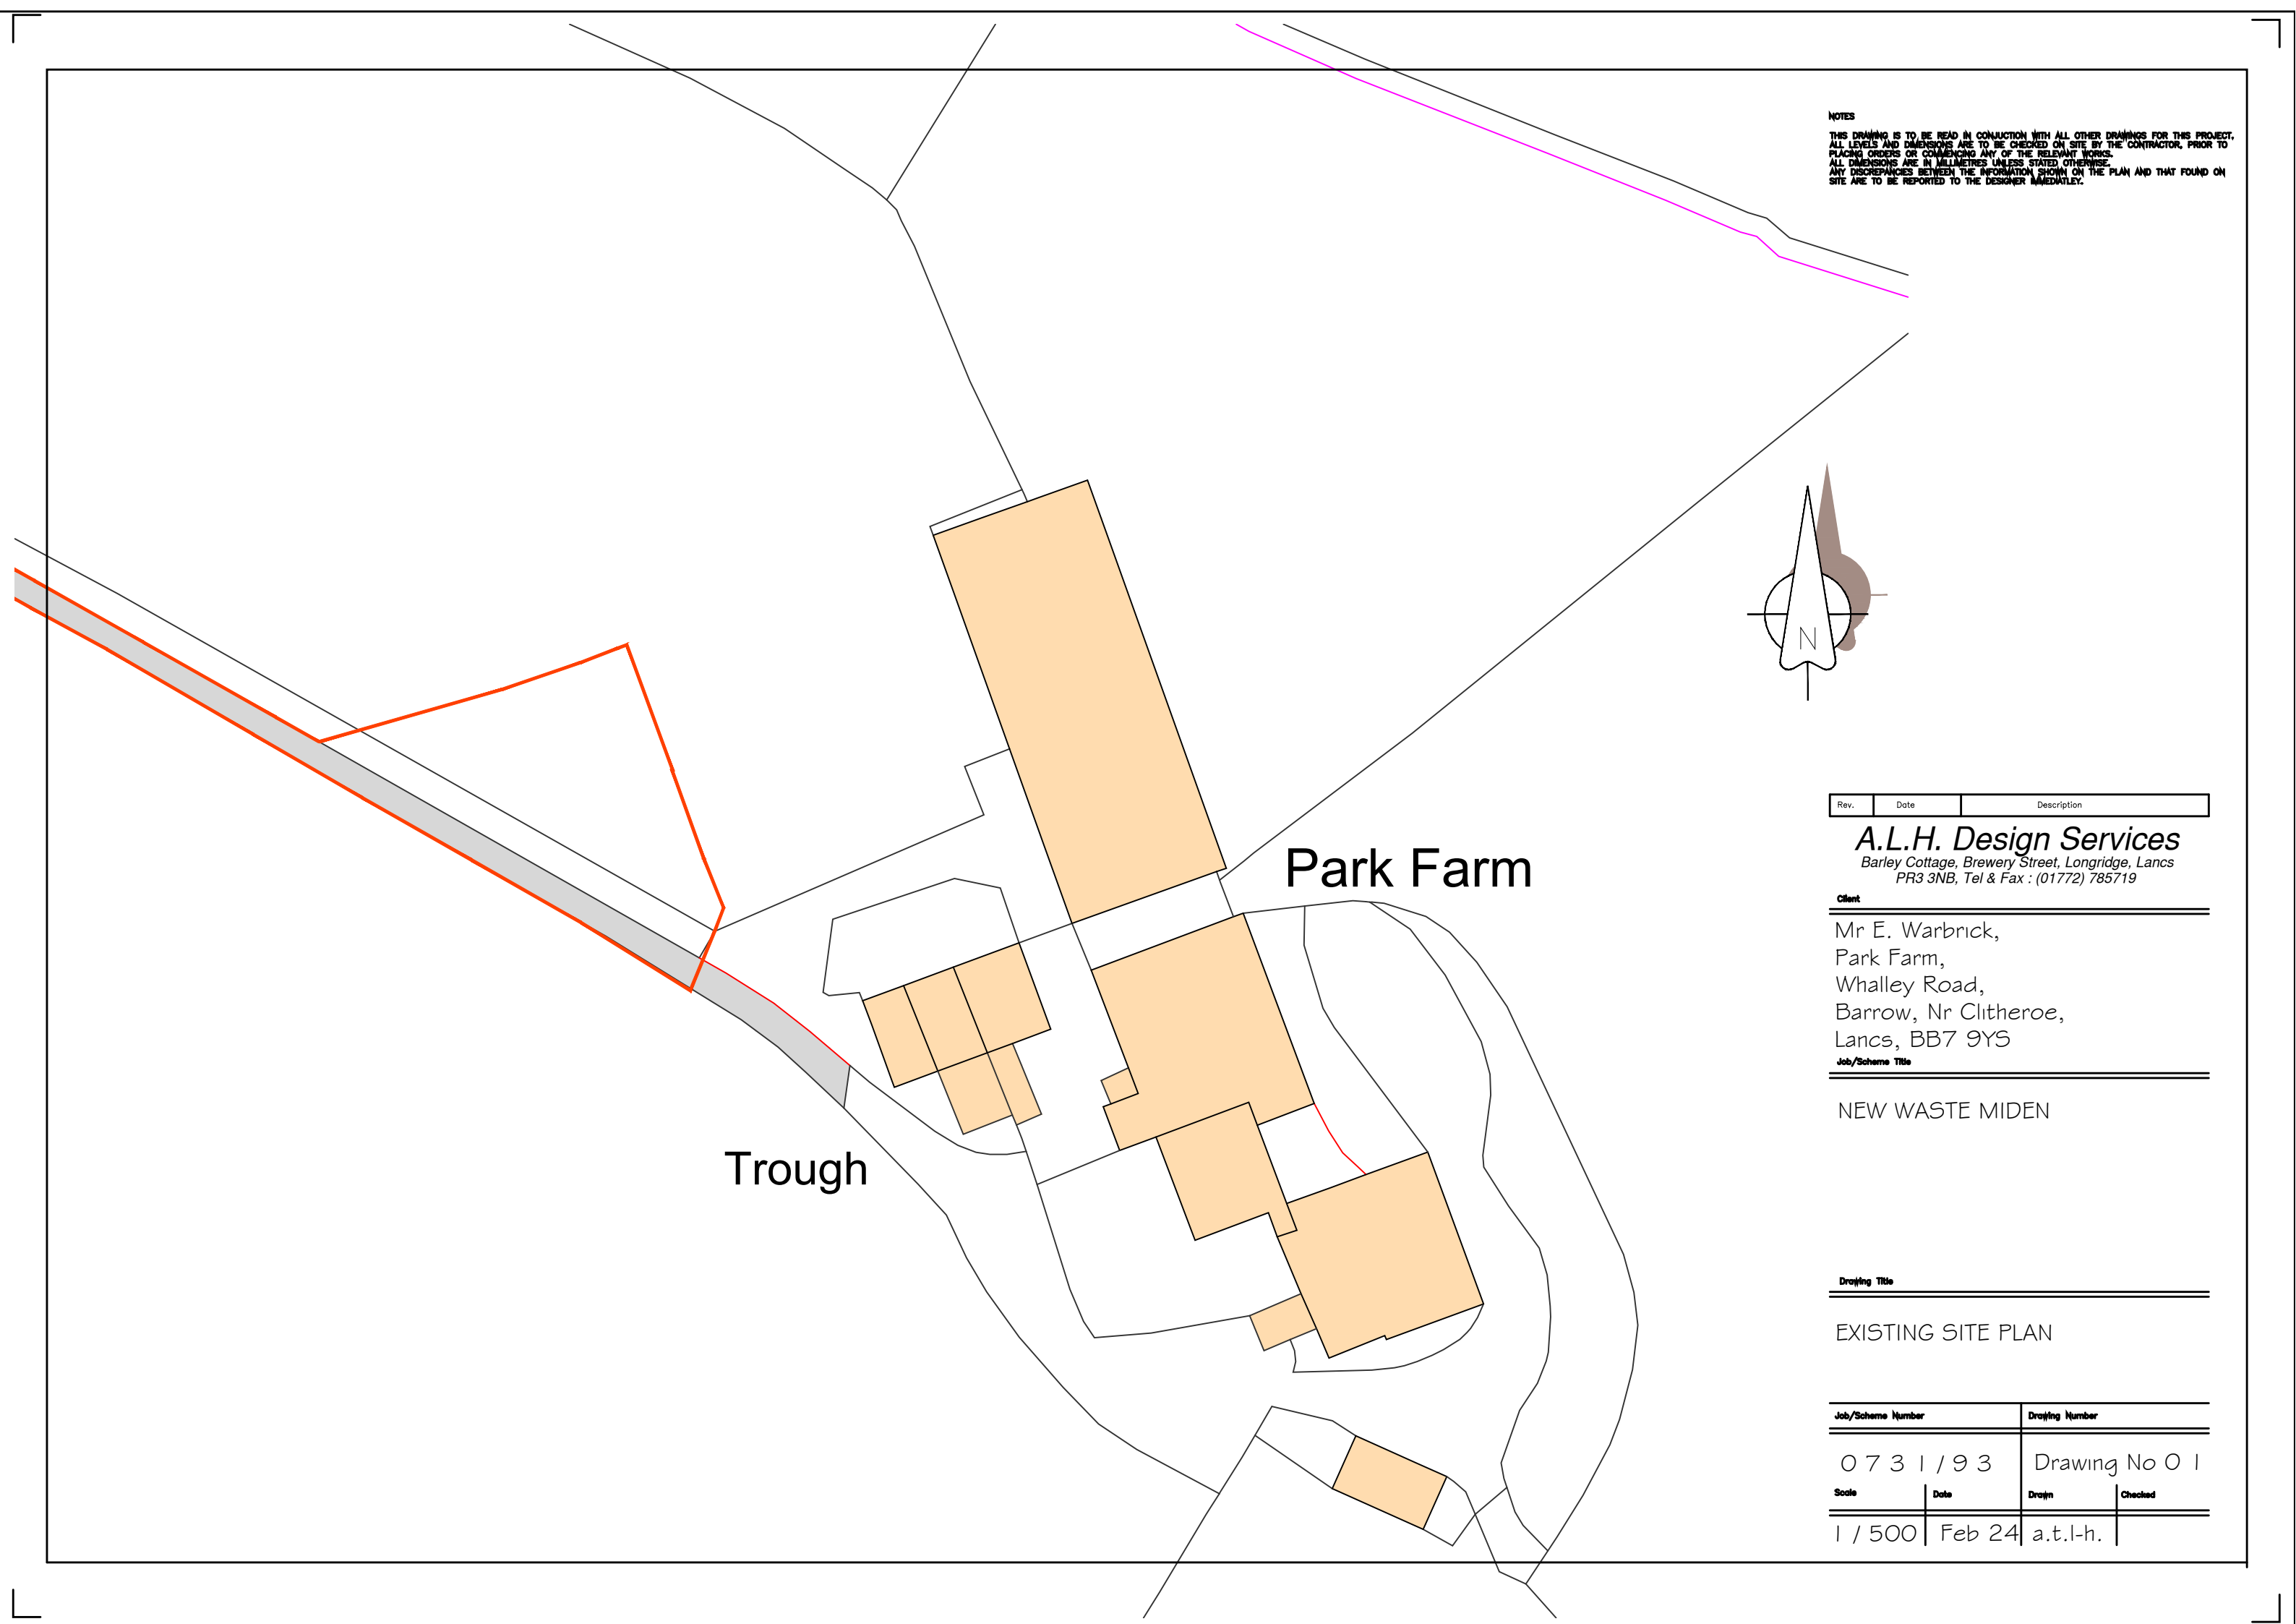 NOTES
THIS DRAWING IS TO BE READ IN CONJUCTION WITH ALL OTHER DRAWINGS FOR THIS PROJECT.
ALL LEVELS AND DIMENSIONS ARE TO BE CHECKED ON SITE BY THE CONTRACTOR, PRIOR TO
PLACING ORDERS OR COMMENCING ANY OF THE RELEVANT WORKS.
ALL DIMENSIONS ARE IN MILLIMETRES UNLESS STATED OTHERWISE.
ANY DISCREPANCIES BETWEEN THE INFORMATION SHOWN ON THE PLAN AND THAT FOUND ON
SITE ARE TO BE REPORTED TO THE DESIGNER IMMEDIATLEY.
N
Park Farm
Trough
Rev. Date Description
A.L.H. Design Services
Barley Cottage, Brewery Street, Longridge, Lancs
PR3 3NB, Tel & Fax : (01772) 785719
Client
Mr E. Warbrick,
Park Farm,
Whalley Road,
Barrow, Nr Clitheroe,
Lancs, BB7 9YS
Job/Scheme Title
NEW WASTE MIDEN
Drawing Title
EXISTING SITE PLAN
Job/Scheme Number Drawing Number
0731/93 Drawing No 01
Scale Date Drawn Checked
1/500 Feb 24 a.t.l-h.